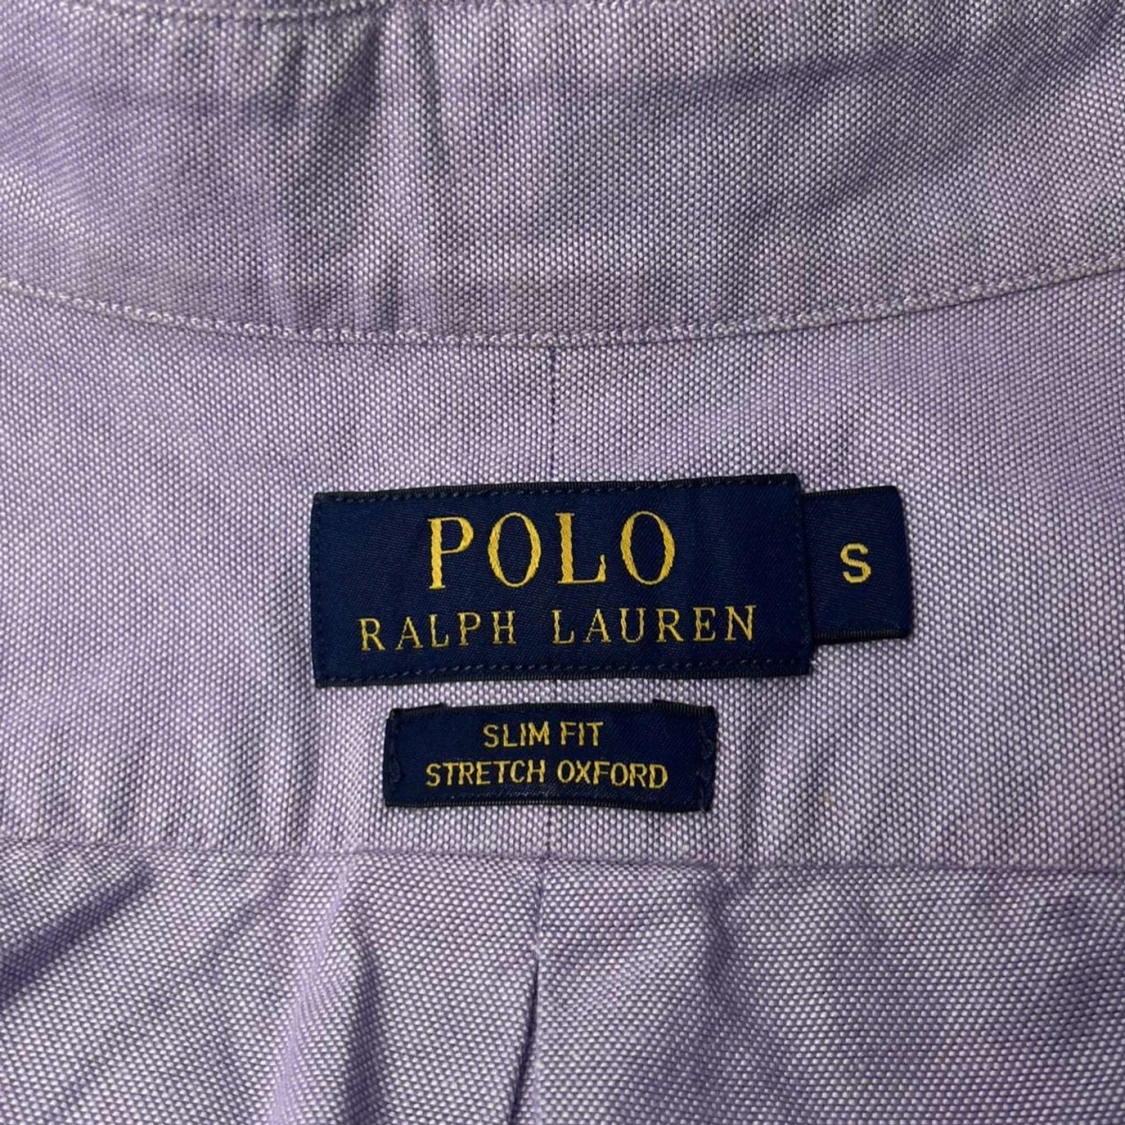 POLO
RALPH LAUREN
S
SLIM FIT
STRETCH OXFORD